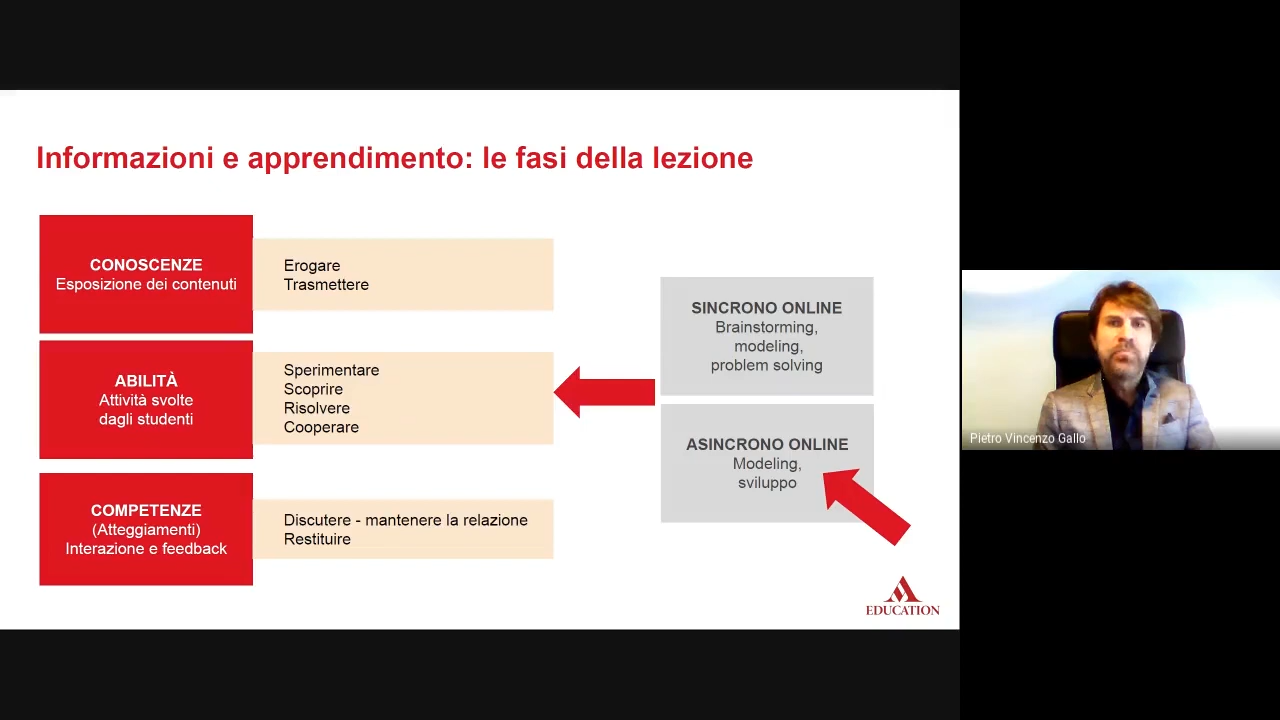 Informazioni e apprendimento: le fasi della lezione
CONOSCENZE
Esposizione dei contenuti
Erogare
Trasmettere
ABILITÀ
Attività svolte
dagli studenti
Sperimentare
Scoprire
Risolvere
Cooperare
COMPETENZE
(Atteggiamenti)
Interazione e feedback
Discutere - mantenere la relazione
Restituire
SINCRONO ONLINE
Brainstorming,
modeling,
problem solving
ASINCRONO ONLINE
Modeling,
sviluppo
EDUCATION
Pietro Vincenzo Gallo